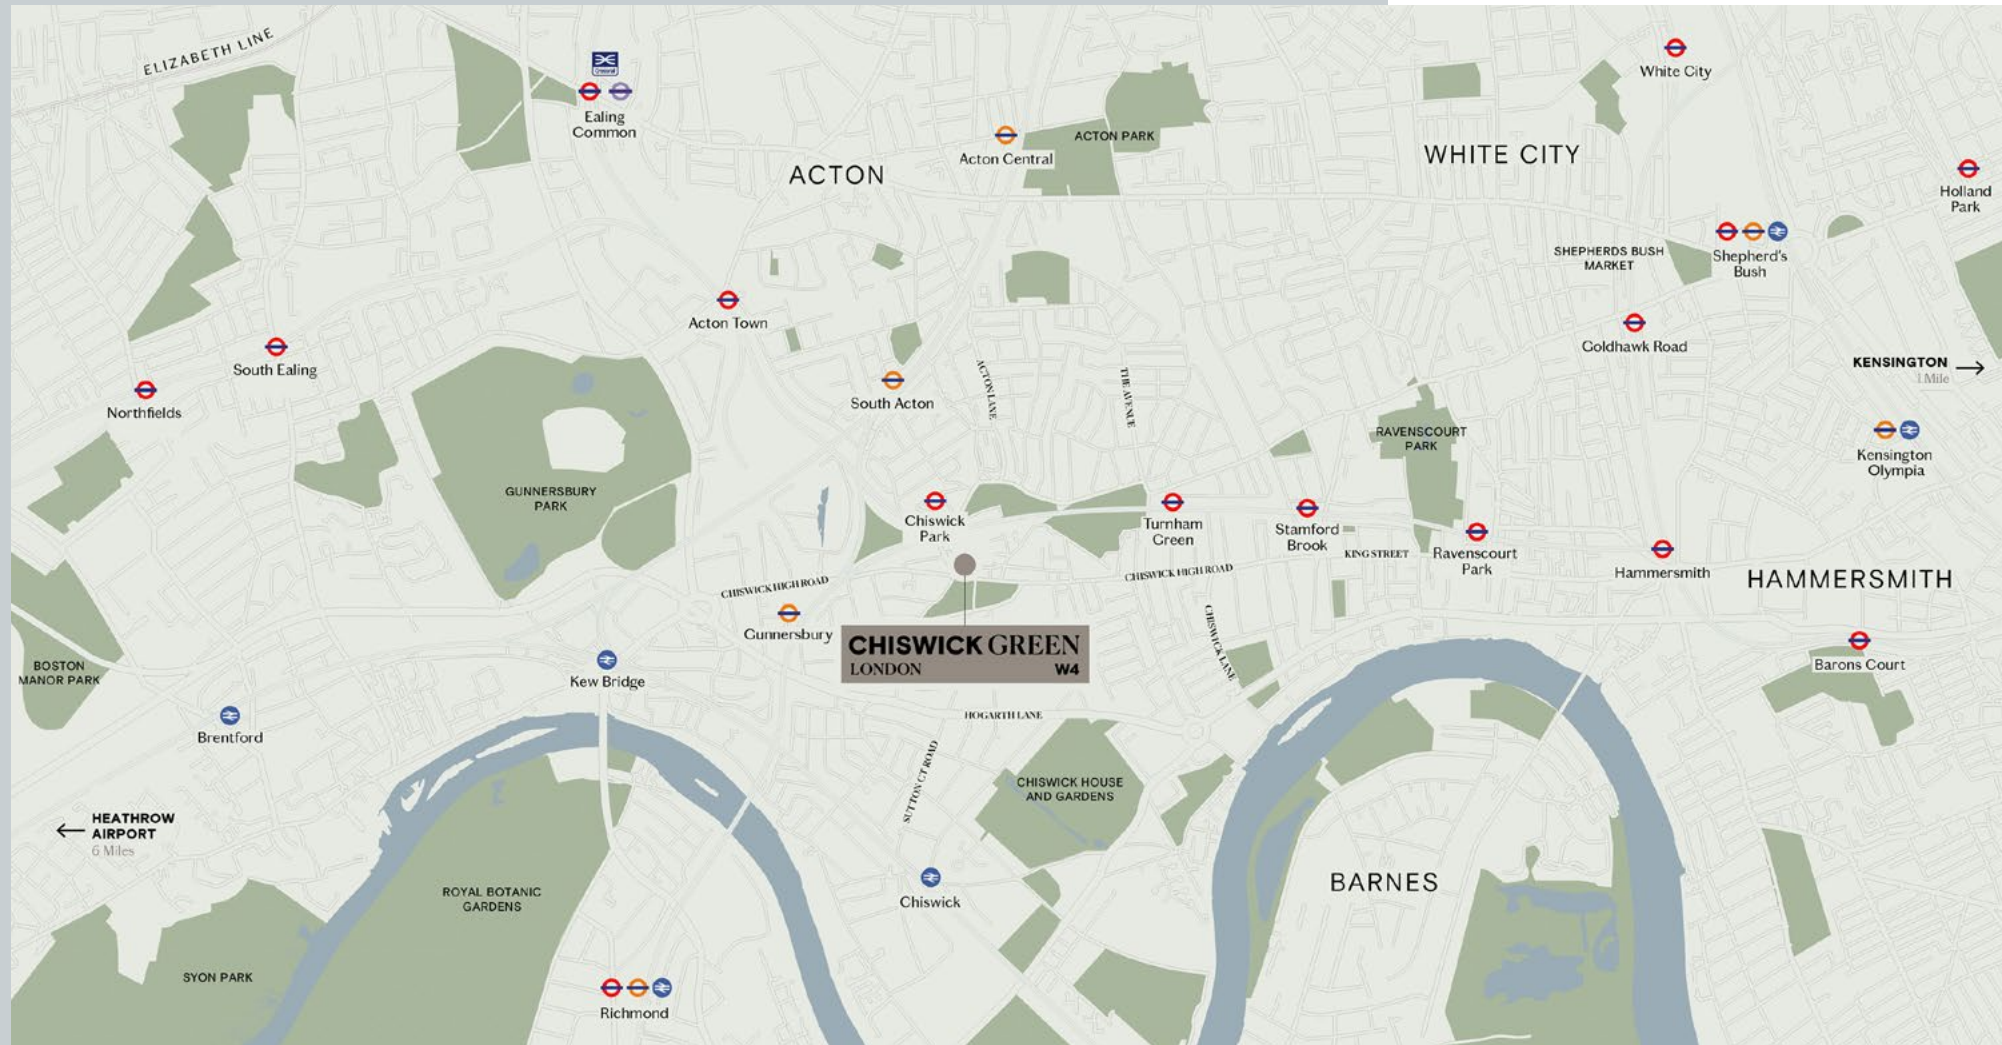 ELIZABETH LINE
Crossrail
Ealing
Common
White City
Acton Central
ACTON PARK
ACTON
WHITE CITY
Holland
Park
SHEPHERDS BUSH
MARKET
Shepherd's
Bush
Acton Town
South Ealing
Northfields
South Acton
ACTON LANE
THE AVENUE
Goldhawk Road
KENSINGTON
1 Mile
RAVENSCOURT
PARK
Kensington
Olympia
GUNNERSBURY
PARK
Chiswick
Park
Turnham
Green
Stamford
Brook
KING STREET
Ravenscourt
Park
Hammersmith
HAMMERSMITH
CHISWICK HIGH ROAD
CHISWICK HIGH ROAD
Gunnersbury
CHISWICK GREEN
LONDON W4
CHISWICK LANE
Barons Court
BOSTON
MANOR PARK
Kew Bridge
Brentford
HOGARTH LANE
SUTTON CT ROAD
CHISWICK HOUSE
AND GARDENS
HEATHROW
AIRPORT
6 Miles
ROYAL BOTANIC
GARDENS
Chiswick
BARNES
SYON PARK
Richmond